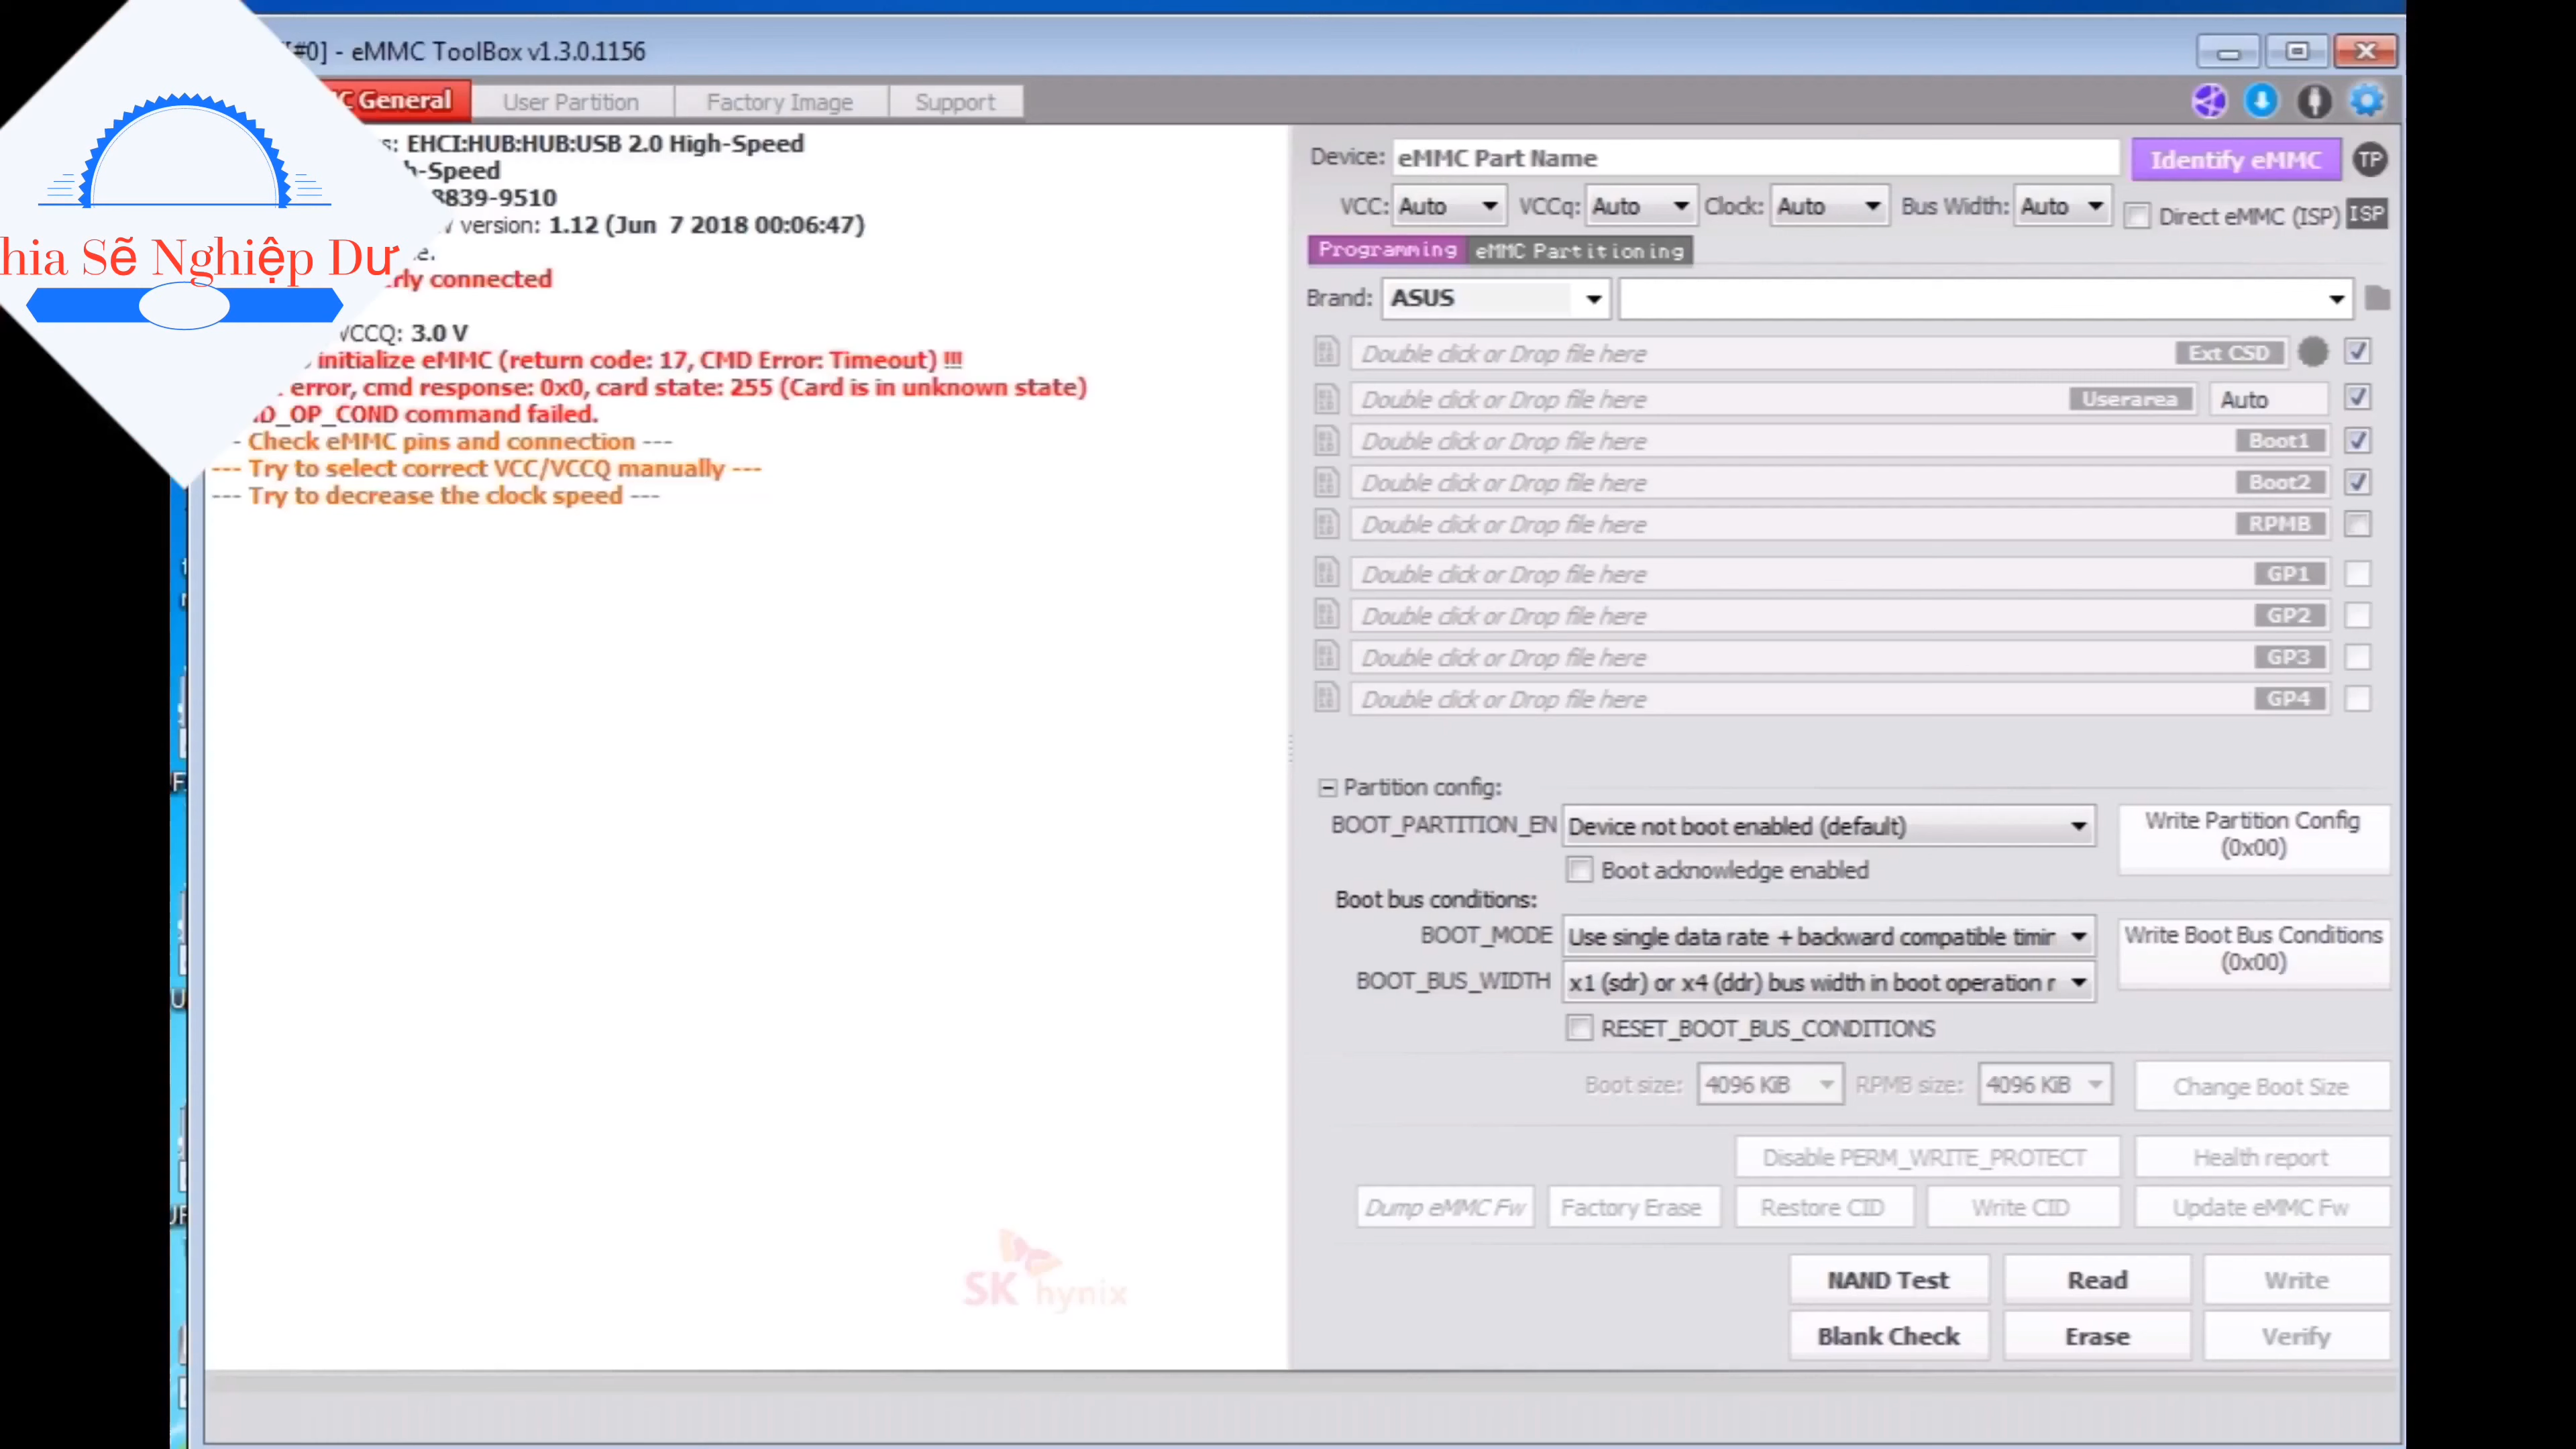 [#0] - eMMC ToolBox v1.3.0.1156
General
User Partition
Factory Image
Support
hia Sẽ Nghiệp Dư
EHCI:HUB:HUB:USB 2.0 High-Speed
-Speed
8839-9510
version: 1.12 (Jun 7 2018 00:06:47)
connected
VCCQ: 3.0 V
initialize eMMC (return code: 17, CMD Error: Timeout) !!!
error, cmd response: 0x0, card state: 255 (Card is in unknown state)
_OP_COND command failed.
Check eMMC pins and connection ---
--- Try to select correct VCC/VCCQ manually ---
--- Try to decrease the clock speed ---
SK hynix
Device: eMMC Part Name Identify eMMC TP
VCC: Auto VCCq: Auto Clock: Auto Bus Width: Auto Direct eMMC (ISP) ISP
Programming eMMC Partitioning
Brand: ASUS
Double click or Drop file here Ext CSD
Double click or Drop file here Userarea Auto
Double click or Drop file here Boot1
Double click or Drop file here Boot2
Double click or Drop file here RPMB
Double click or Drop file here GP1
Double click or Drop file here GP2
Double click or Drop file here GP3
Double click or Drop file here GP4
Partition config:
BOOT_PARTITION_EN Device not boot enabled (default)
Write Partition Config
(0x00)
Boot acknowledge enabled
Boot bus conditions:
BOOT_MODE Use single data rate + backward compatible timir
Write Boot Bus Conditions
(0x00)
BOOT_BUS_WIDTH x1 (sdr) or x4 (ddr) bus width in boot operation r
RESET_BOOT_BUS_CONDITIONS
Boot size: 4096 KiB RPMB size: 4096 KiB Change Boot Size
Disable PERM_WRITE_PROTECT Health report
Dump eMMC Fw Factory Erase Restore CID Write CID Update eMMC Fw
NAND Test Read Write
Blank Check Erase Verify